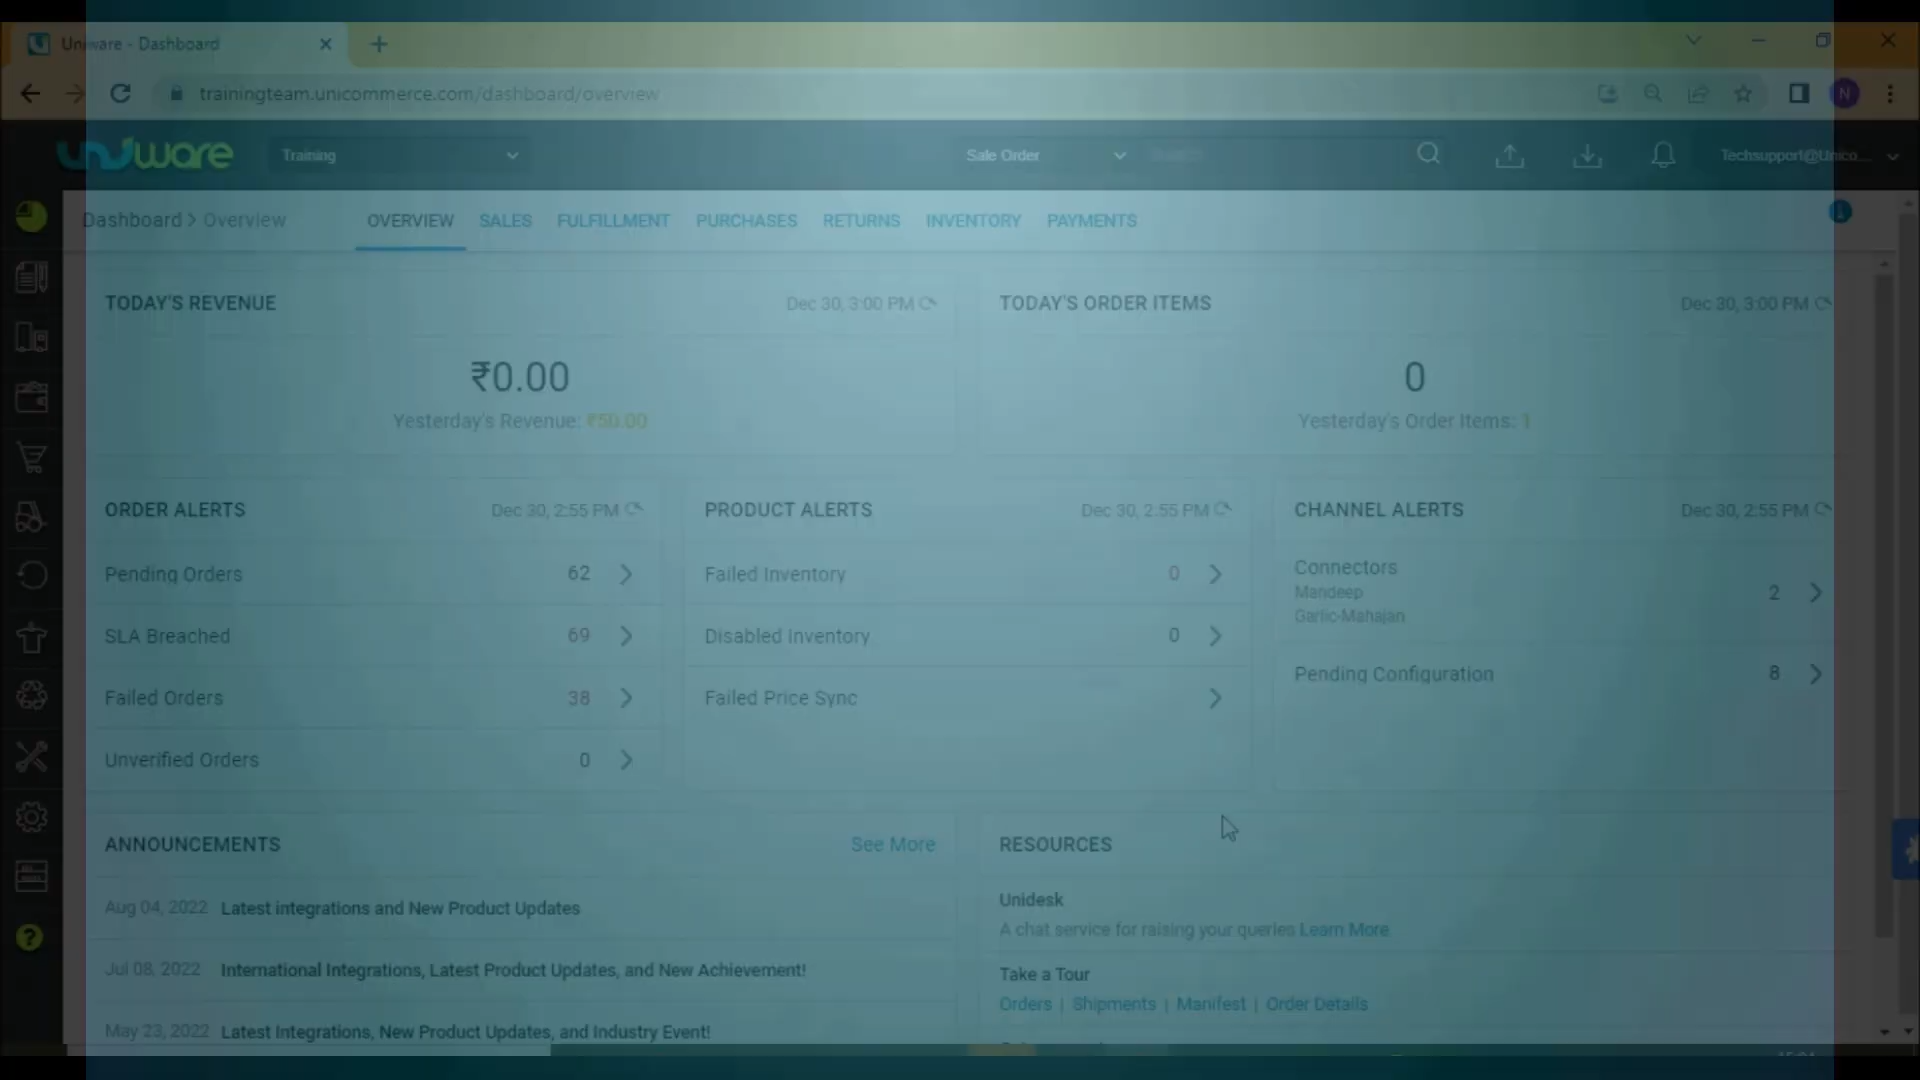 Uniware - Dashboard
trainingteam.unicommerce.com/dashboard/overview
N
uniware
Training
Sale Order
Techsupport@Unico...
Dashboard > Overview
OVERVIEW SALES FULFILLMENT PURCHASES RETURNS INVENTORY PAYMENTS
TODAY'S REVENUE Dec 30, 3:00 PM
₹0.00
Yesterday's Revenue: ₹50.00
TODAY'S ORDER ITEMS Dec 30, 3:00 PM
0
Yesterday's Order Items: 1
ORDER ALERTS Dec 30, 2:55 PM
Pending Orders 62
SLA Breached 69
Failed Orders 38
Unverified Orders 0
PRODUCT ALERTS Dec 30, 2:55 PM
Failed Inventory 0
Disabled Inventory 0
Failed Price Sync
CHANNEL ALERTS Dec 30, 2:55 PM
Connectors
Mandeep 2
Garlic-Mahajan
Pending Configuration 8
ANNOUNCEMENTS See More
Aug 04, 2022 Latest integrations and New Product Updates
Jul 08, 2022 International Integrations, Latest Product Updates, and New Achievement!
May 23, 2022 Latest Integrations, New Product Updates, and Industry Event!
RESOURCES
Unidesk
A chat service for raising your queries Learn More
Take a Tour
Orders | Shipments | Manifest | Order Details